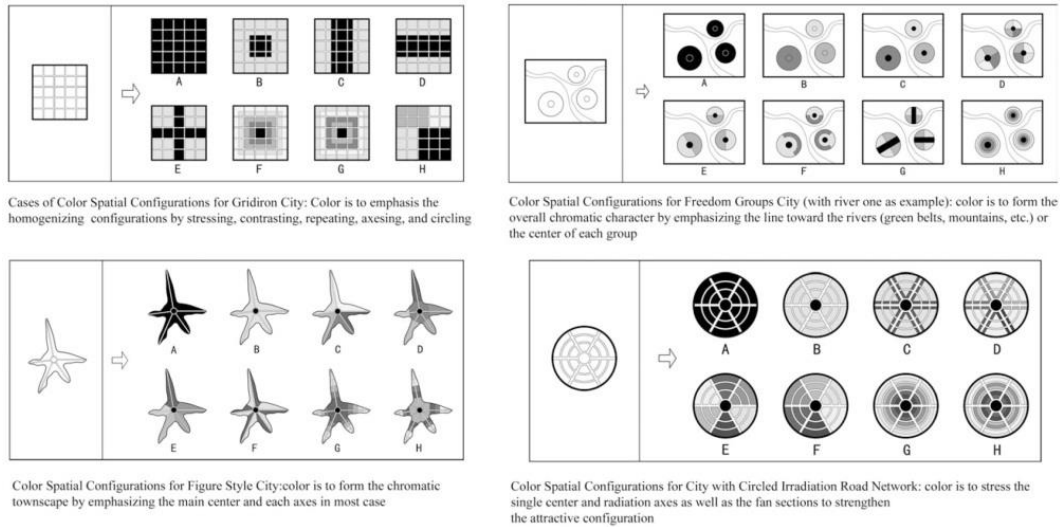 A B C D
E F G H
Cases of Color Spatial Configurations for Gridiron City: Color is to emphasis the
homogenizing configurations by stressing, contrasting, repeating, axesing, and circling
A B C D
E F G H
Color Spatial Configurations for Freedom Groups City (with river one as example): color is to form the
overall chromatic character by emphasizing the line toward the rivers (green belts, mountains, etc.) or
the center of each group
A B C D
E F G H
Color Spatial Configurations for Figure Style City:color is to form the chromatic
townscape by emphasizing the main center and each axes in most case
A B C D
E F G H
Color Spatial Configurations for City with Circled Irradiation Road Network: color is to stress the
single center and radiation axes as well as the fan sections to strengthen
the attractive configuration